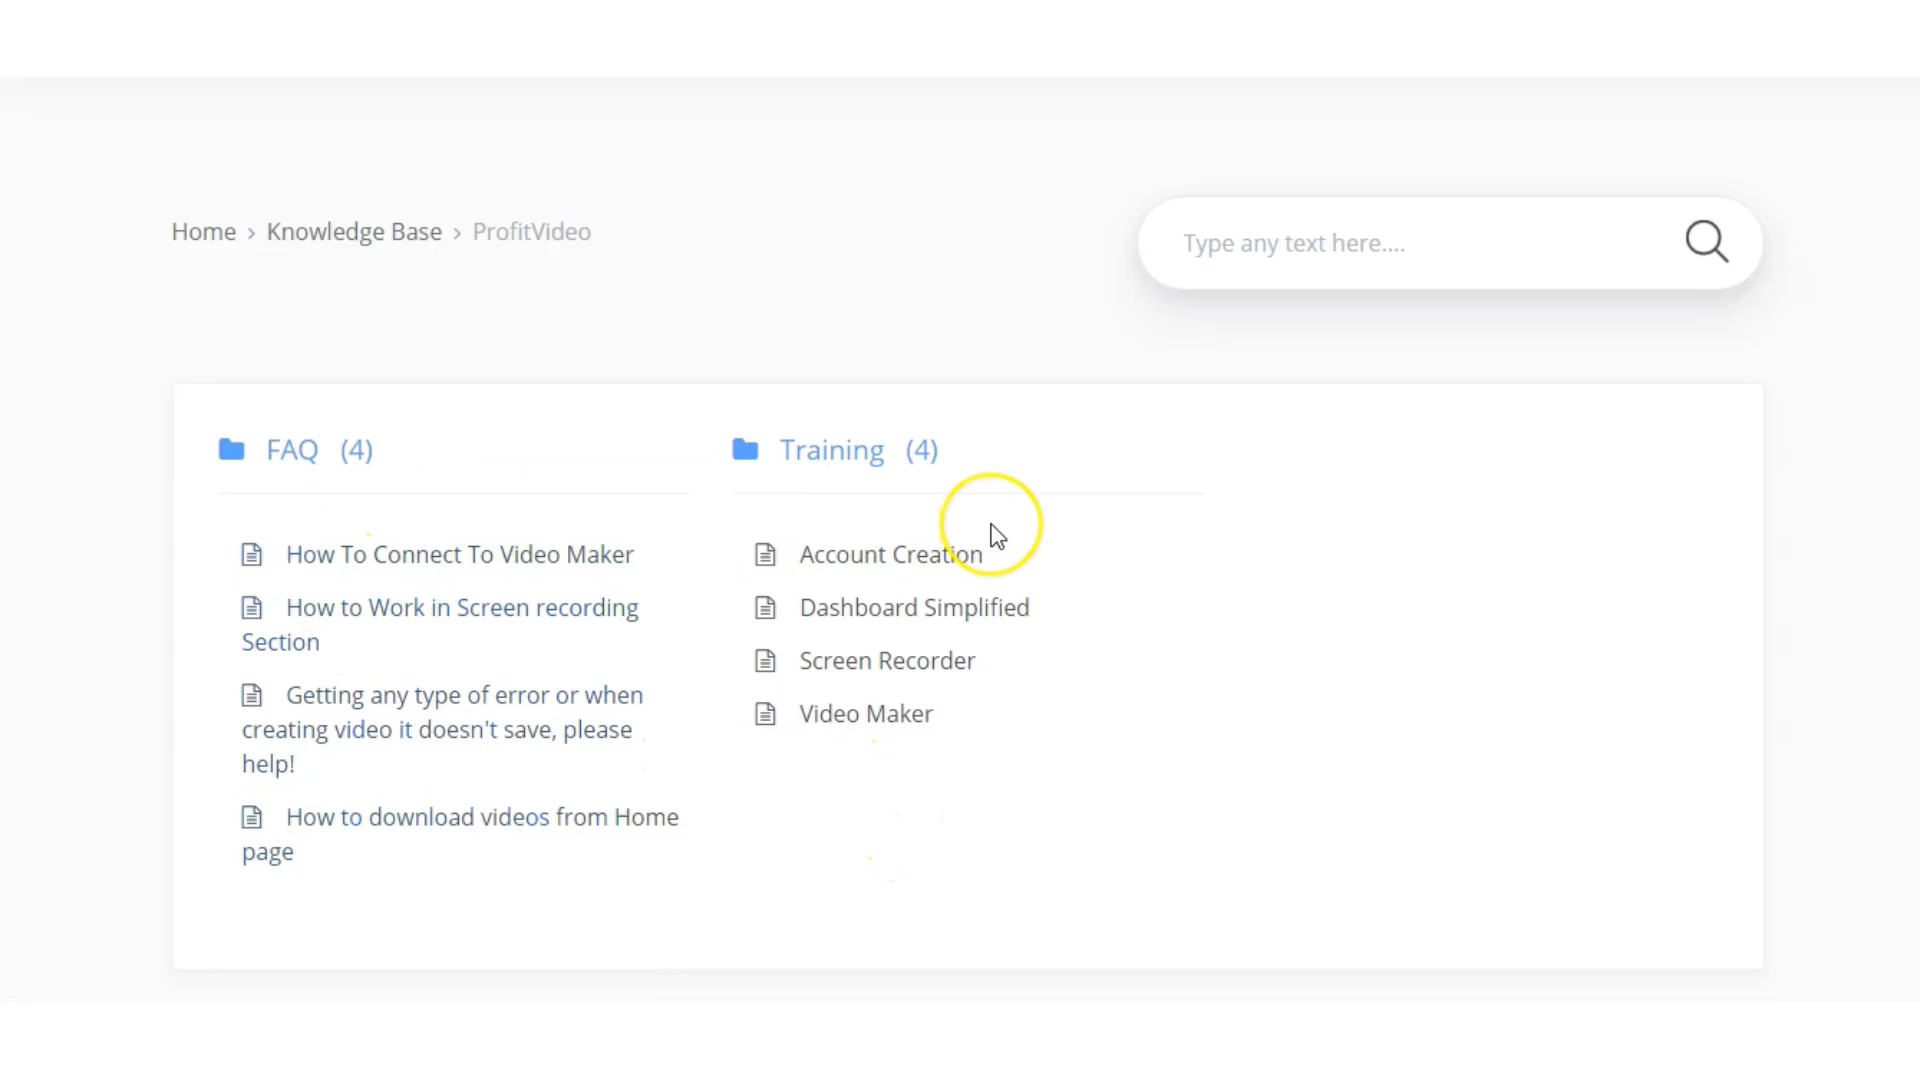 Home › Knowledge Base › ProfitVideo
Type any text here....
FAQ (4)
How To Connect To Video Maker
How to Work in Screen recording
Section
Getting any type of error or when
creating video it doesn't save, please
help!
How to download videos from Home
page
Training (4)
Account Creation
Dashboard Simplified
Screen Recorder
Video Maker